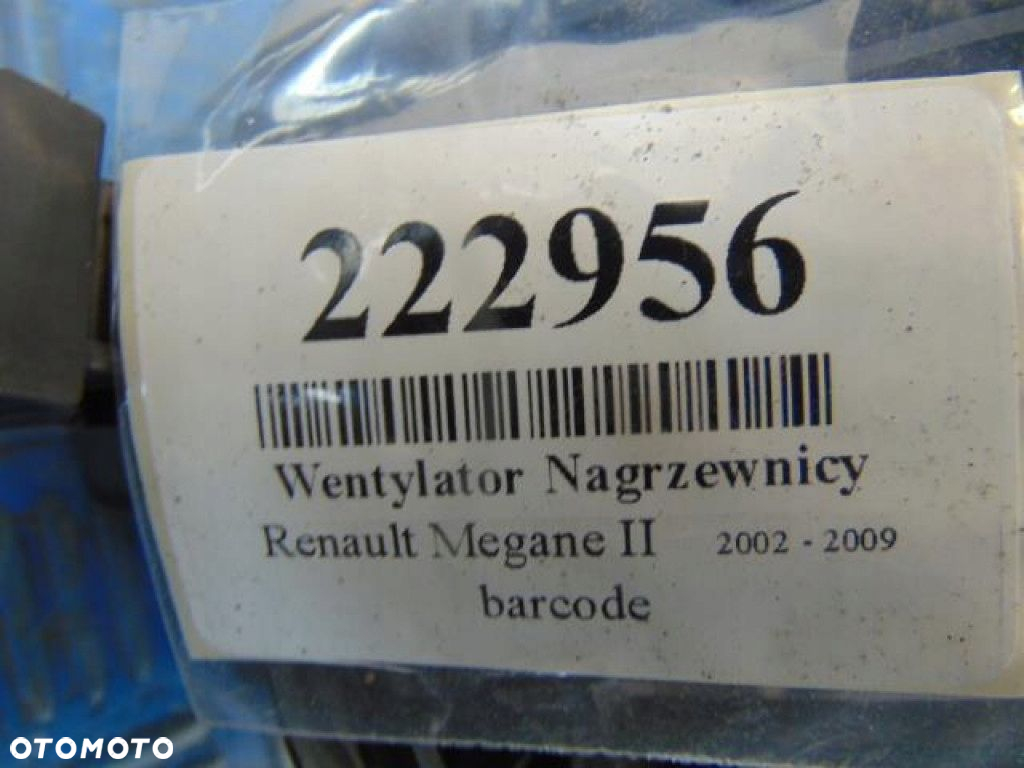 222956
Wentylator Nagrzewnicy
Renault Megane II 2002 - 2009
barcode
OTOMOTO